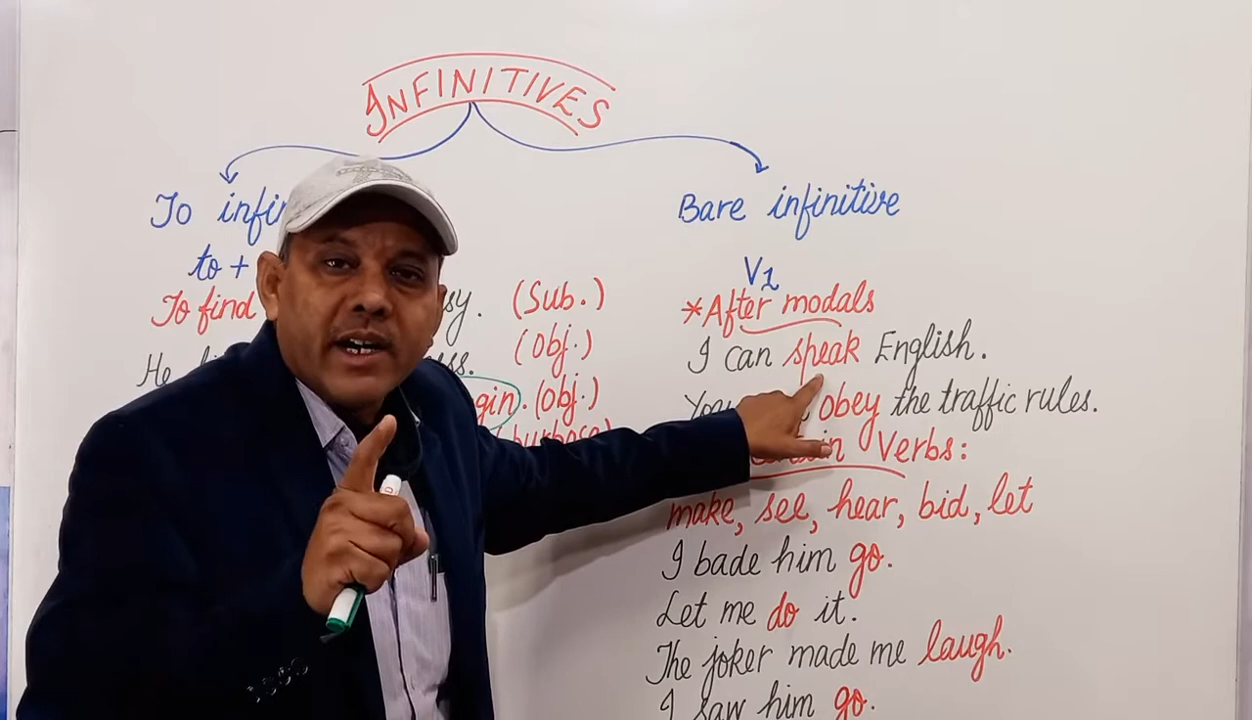 INFINITIVES
To infin
to +
To find sy. (Sub.)
He ss. (Obj.)
gin. (obj.)
Bare infinitive
V1
*After modals
I can speak English.
You obey the traffic rules.
Verbs:
make, see, hear, bid, let
I bade him go.
Let me do it.
The joker made me laugh.
I saw him go.